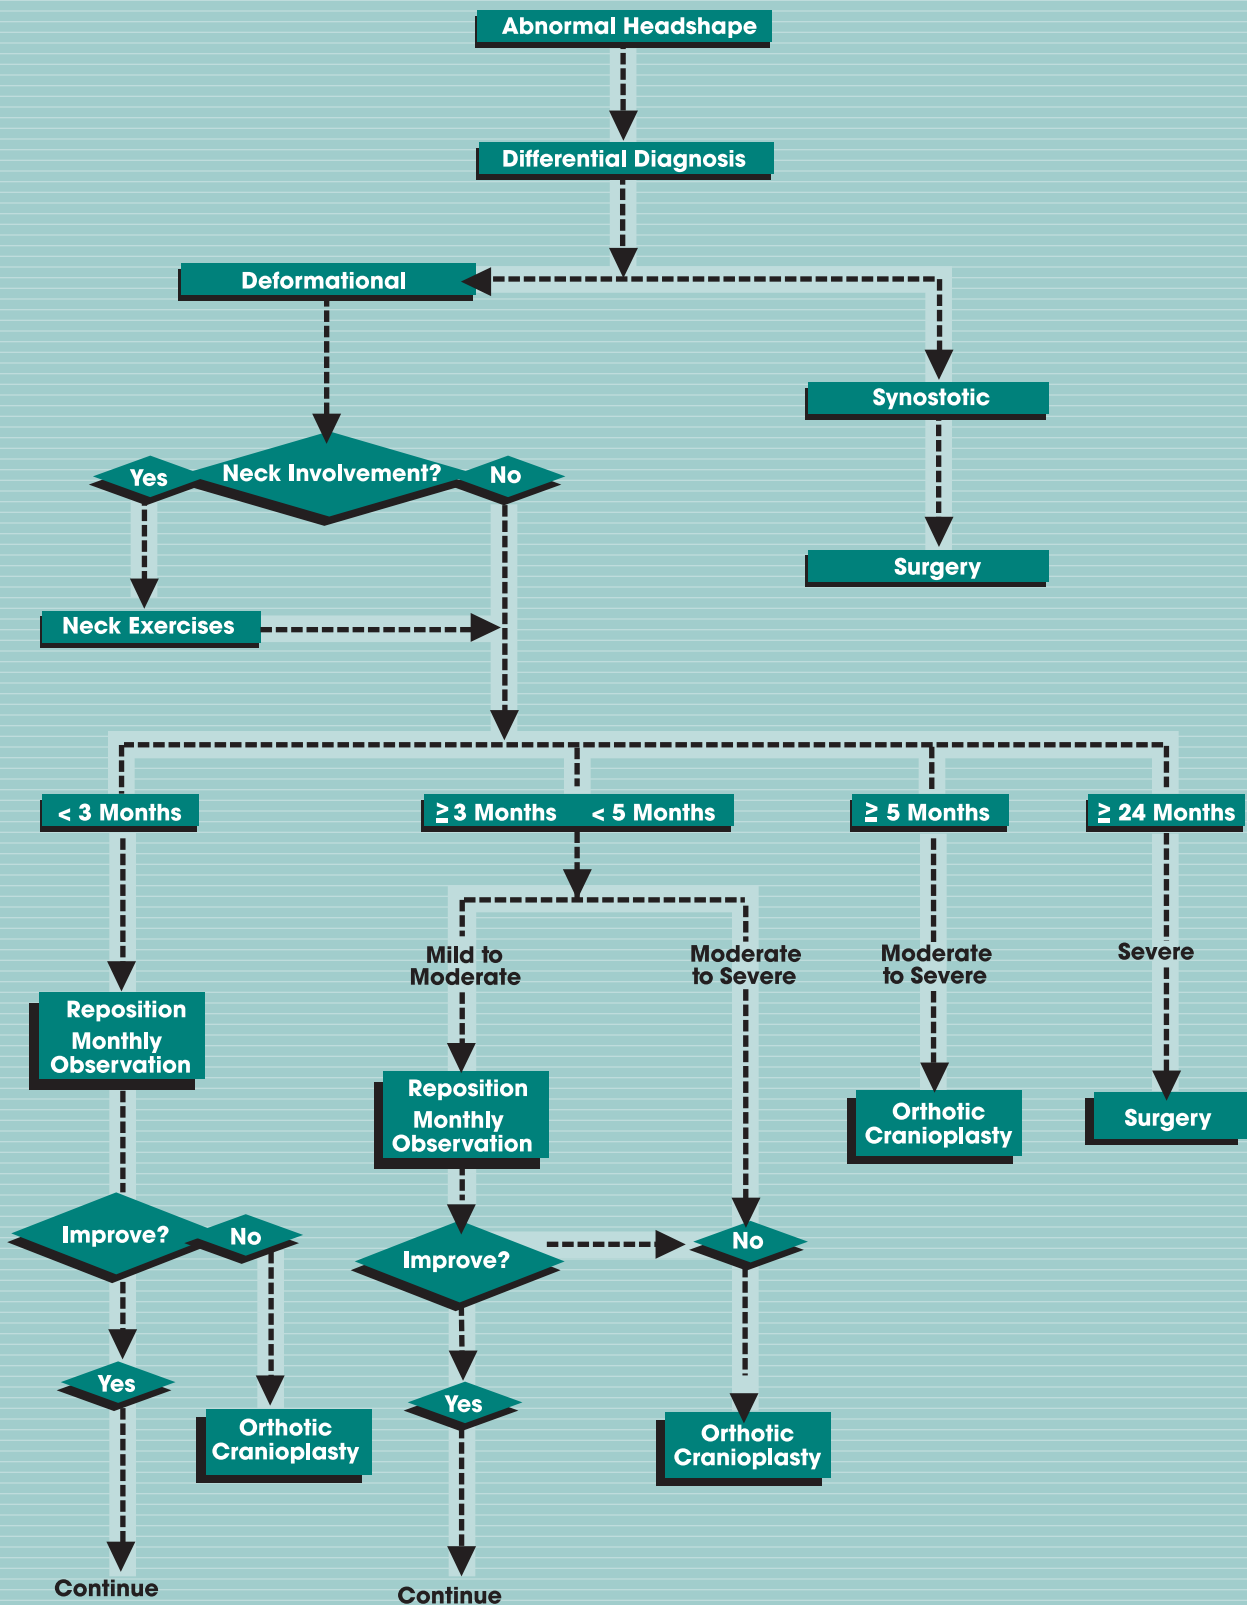 Abnormal Headshape
Differential Diagnosis
Deformational
Synostotic
Yes
Neck Involvement?
No
Surgery
Neck Exercises
< 3 Months
≥ 3 Months < 5 Months
≥ 5 Months
≥ 24 Months
Mild to
Moderate
Moderate
to Severe
Moderate
to Severe
Severe
Reposition
Monthly
Observation
Reposition
Monthly
Observation
Orthotic
Cranioplasty
Surgery
Improve?
No
Improve?
No
Yes
Yes
Orthotic
Cranioplasty
Orthotic
Cranioplasty
Continue
Continue